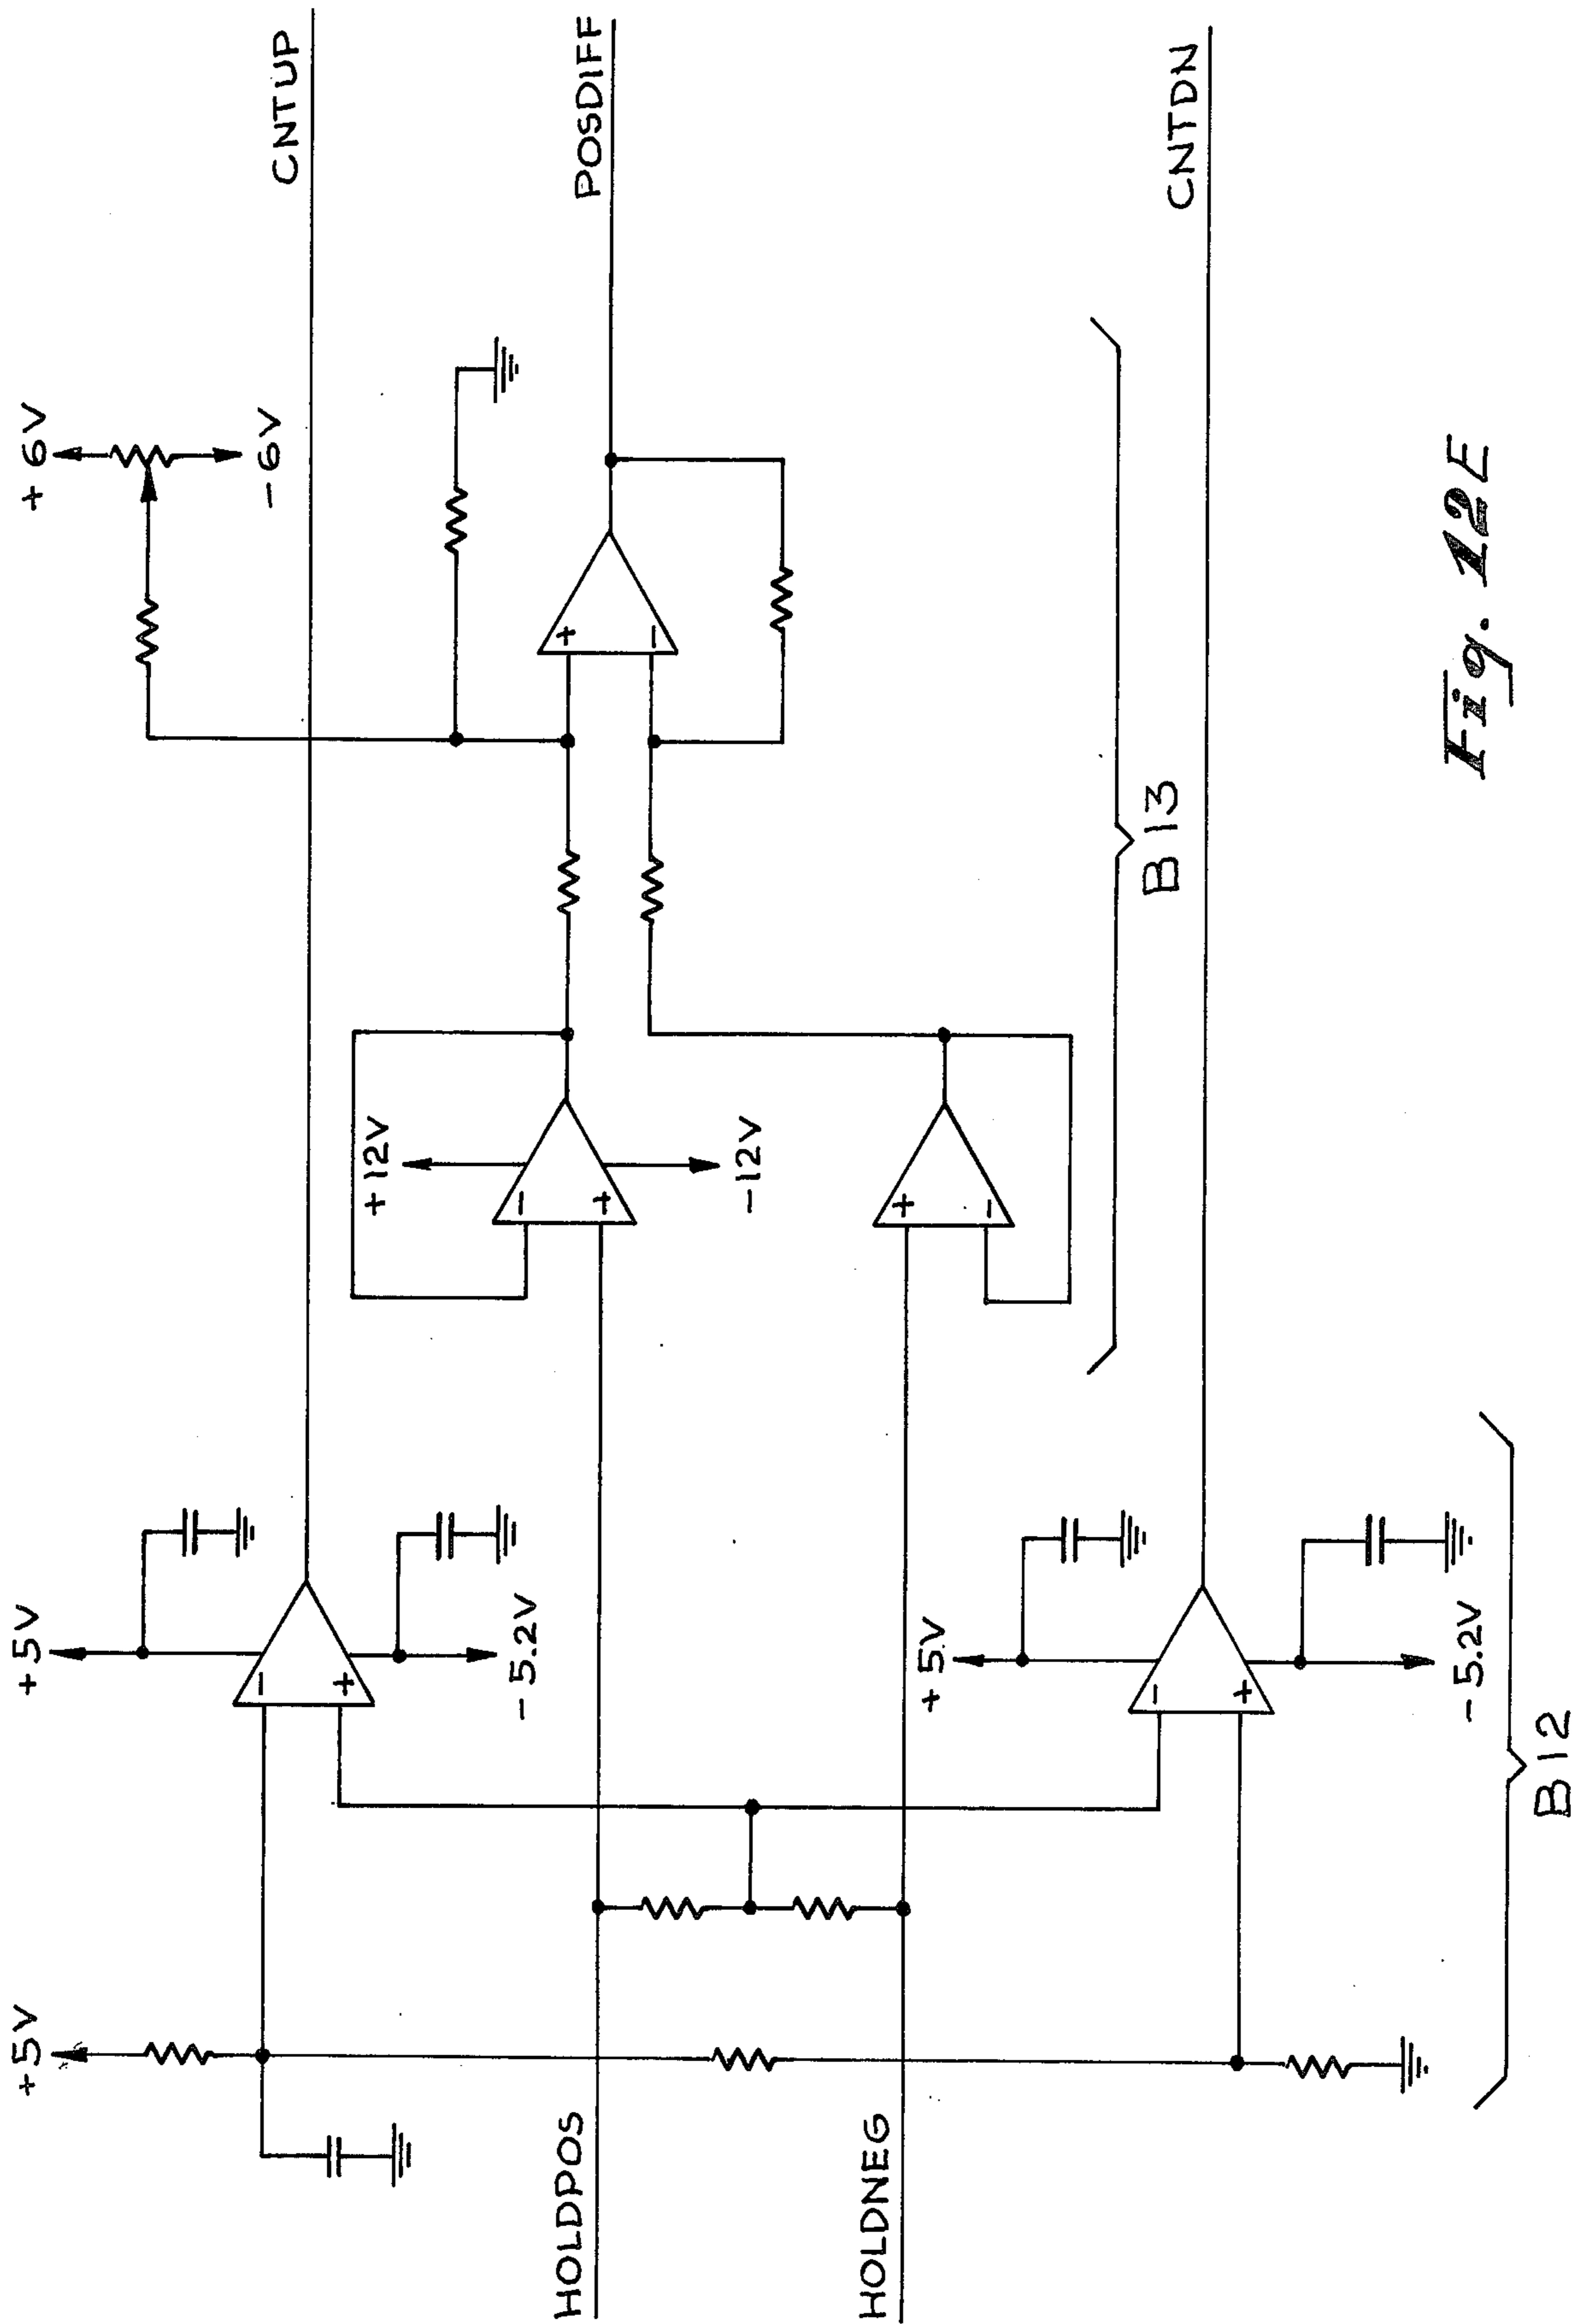 +5V
+5V
+6V
-6V
CNTUP
-5.2V
+12V
-12V
POSDIFF
HOLDPOS
HOLDNEG
+5V
-5.2V
CNTDN
B13
B12
Fig. 12E